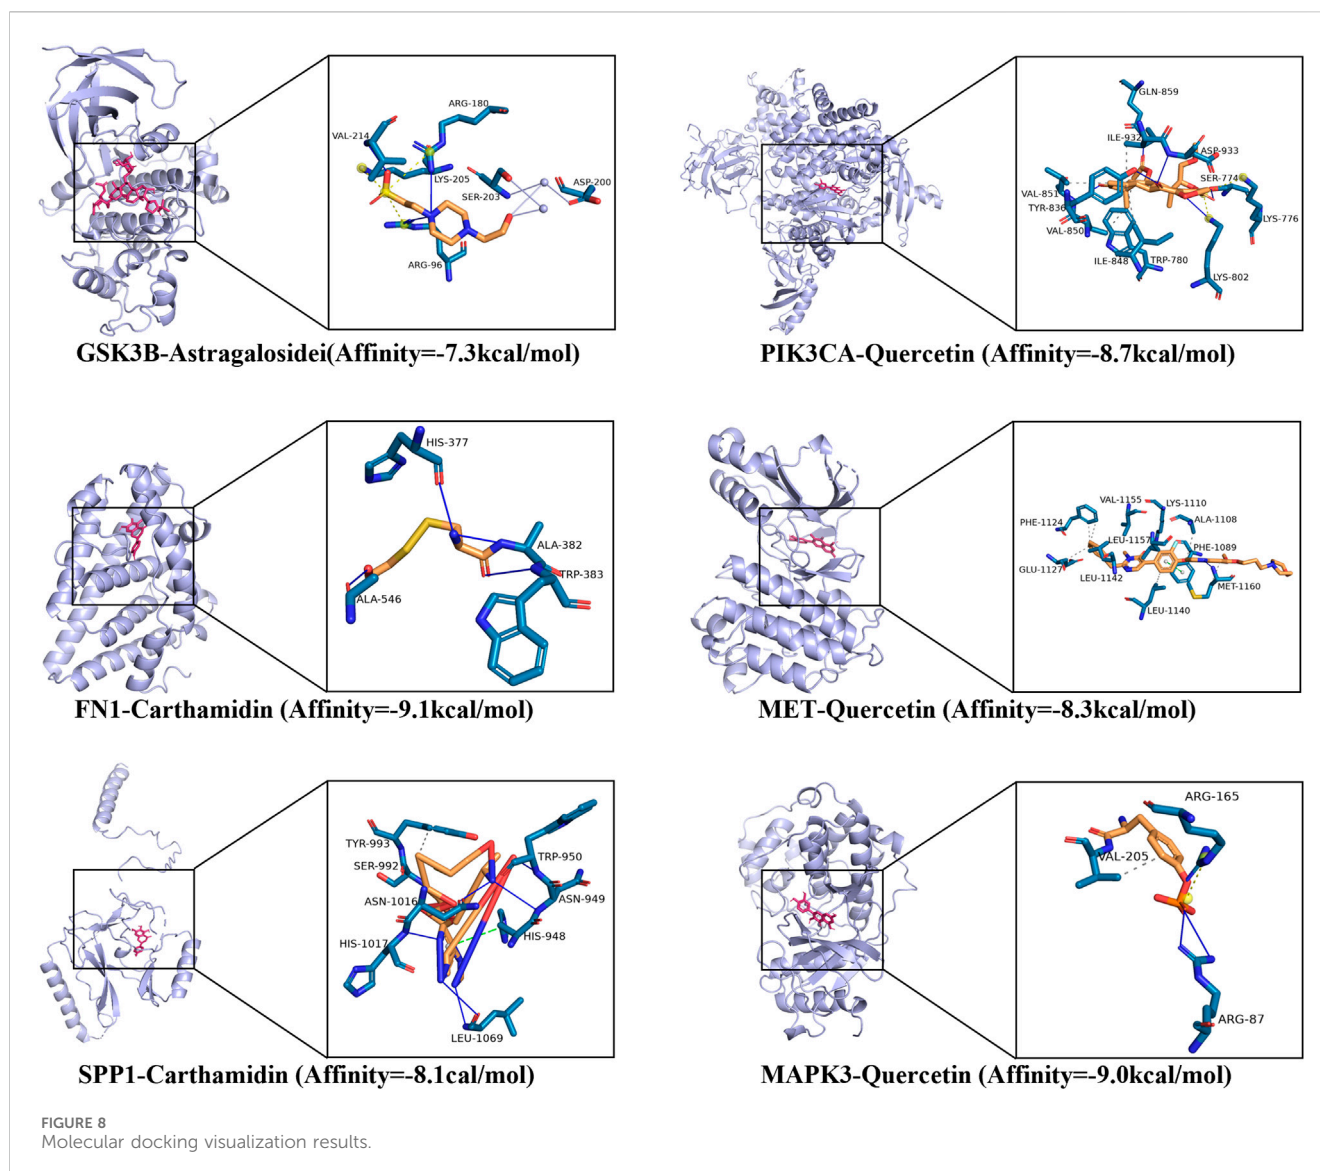 ARG-180
VAL-214
LYS-205
SER-203
ASP-200
ARG-96
GSK3B-Astragalosidei(Affinity=-7.3kcal/mol)
GLN-859
ILE-932
ASP-933
SER-774
VAL-851
TYR-836
LYS-776
VAL-850
ILE-848
TRP-780
LYS-802
PIK3CA-Quercetin (Affinity=-8.7kcal/mol)
HIS-377
ALA-382
TRP-383
ALA-546
FN1-Carthamidin (Affinity=-9.1kcal/mol)
VAL-1155
LYS-1110
PHE-1124
ALA-1108
LEU-1157
PHE-1089
GLU-1127
LEU-1142
MET-1160
LEU-1140
MET-Quercetin (Affinity=-8.3kcal/mol)
TYR-993
SER-992
TRP-950
ASN-1016
ASN-949
HIS-948
HIS-1017
LEU-1069
SPP1-Carthamidin (Affinity=-8.1cal/mol)
ARG-165
VAL-205
ARG-87
MAPK3-Quercetin (Affinity=-9.0kcal/mol)
FIGURE 8
Molecular docking visualization results.